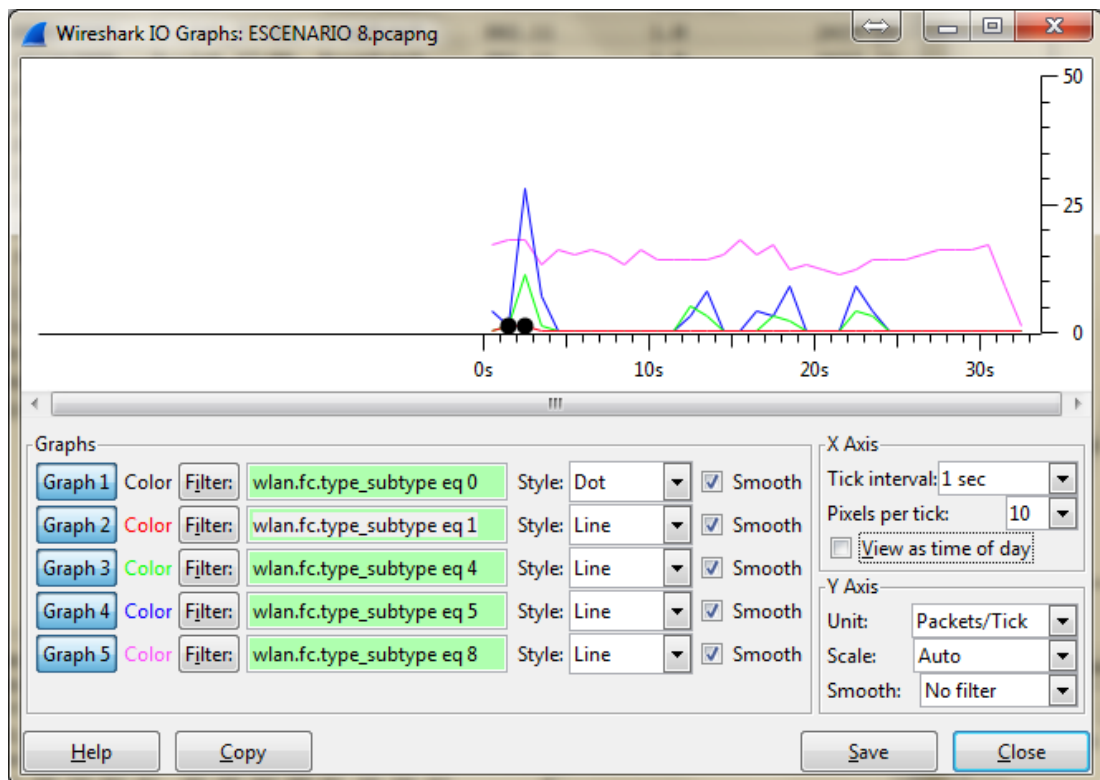 Wireshark IO Graphs: ESCENARIO 8.pcapng
50
25
0
0s 10s 20s 30s
Graphs
Graph 1 Color Filter: wlan.fc.type_subtype eq 0 Style: Dot Smooth
Graph 2 Color Filter: wlan.fc.type_subtype eq 1 Style: Line Smooth
Graph 3 Color Filter: wlan.fc.type_subtype eq 4 Style: Line Smooth
Graph 4 Color Filter: wlan.fc.type_subtype eq 5 Style: Line Smooth
Graph 5 Color Filter: wlan.fc.type_subtype eq 8 Style: Line Smooth
X Axis
Tick interval: 1 sec
Pixels per tick: 10
View as time of day
Y Axis
Unit: Packets/Tick
Scale: Auto
Smooth: No filter
Help Copy Save Close